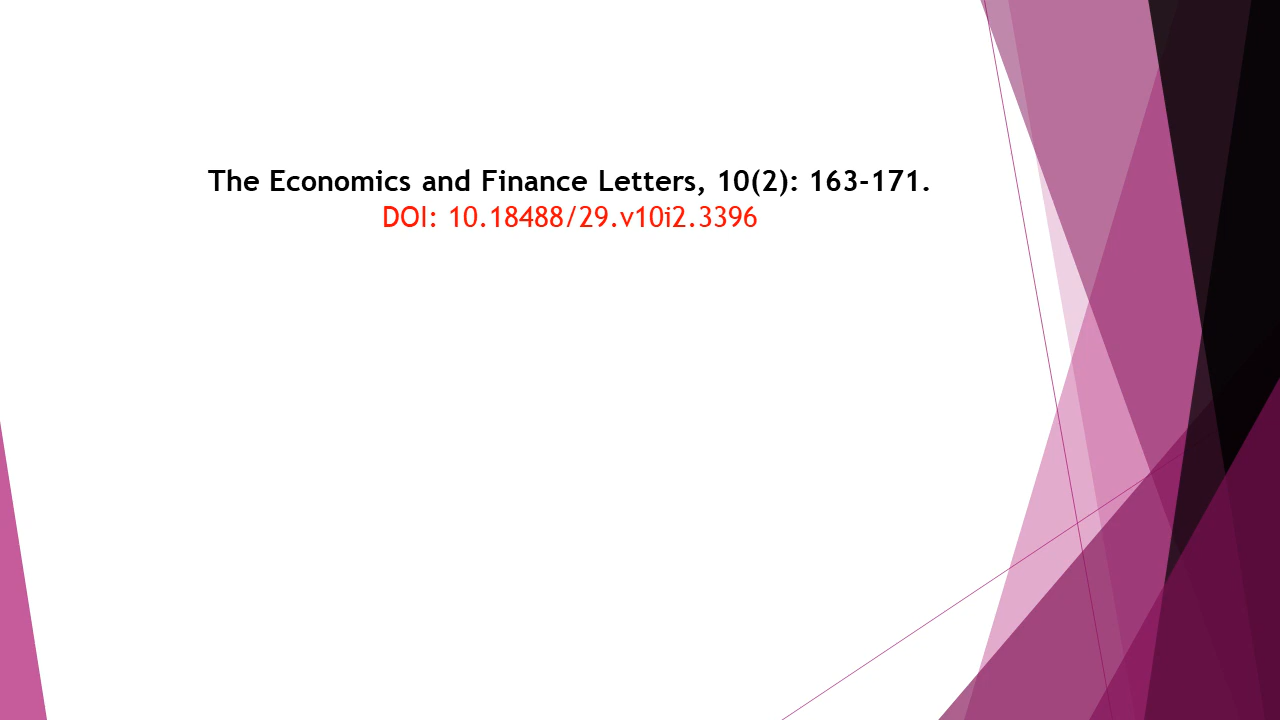 The Economics and Finance Letters, 10(2): 163-171.
DOI: 10.18488/29.v10i2.3396